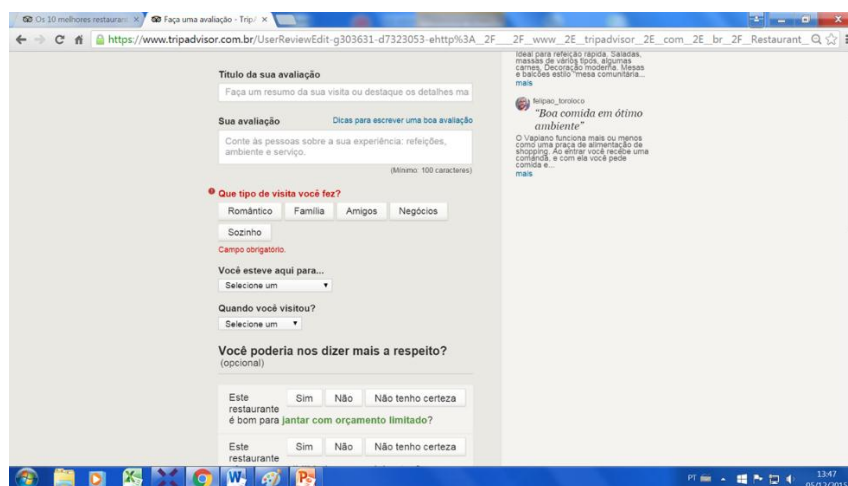 Os 10 melhores restauran
Faça uma avaliação - Trip/
https://www.tripadvisor.com.br/UserReviewEdit-g303631-d7323053-ehttp%3A__2F__2F__www__2E__tripadvisor__2E__com__2E__br__2F__Restaurant__
Título da sua avaliação
Faça um resumo da sua visita ou destaque os detalhes ma
Sua avaliação Dicas para escrever uma boa avaliação
Conte às pessoas sobre a sua experiência: refeições,
ambiente e serviço.
(Mínimo: 100 caracteres)
Que tipo de visita você fez?
Romântico Família Amigos Negócios
Sozinho
Campo obrigatório.
Você esteve aqui para...
Selecione um
Quando você visitou?
Selecione um
Você poderia nos dizer mais a respeito?
(opcional)
Este restaurante Sim Não Não tenho certeza
é bom para jantar com orçamento limitado?
Este restaurante Sim Não Não tenho certeza
Ideal para refeição rápida. Saladas,
massas de vários tipos, algumas
carnes. Decoração moderna. Mesas
e balcões estilo "mesa comunitária...
mais
felipao_toroloco
"Boa comida em ótimo
ambiente"
O Vapiano funciona mais ou menos
como uma praça de alimentação de
shopping. Ao entrar você recebe uma
comanda, e com ela você pede
comida e...
mais
PT
13:47
05/12/2015